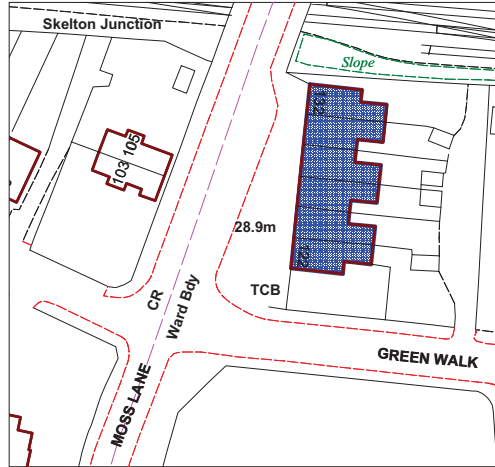 Skelton Junction
Slope
103 105
28.9m
TCB
CR
Ward Bdy
MOSS LANE
GREEN WALK